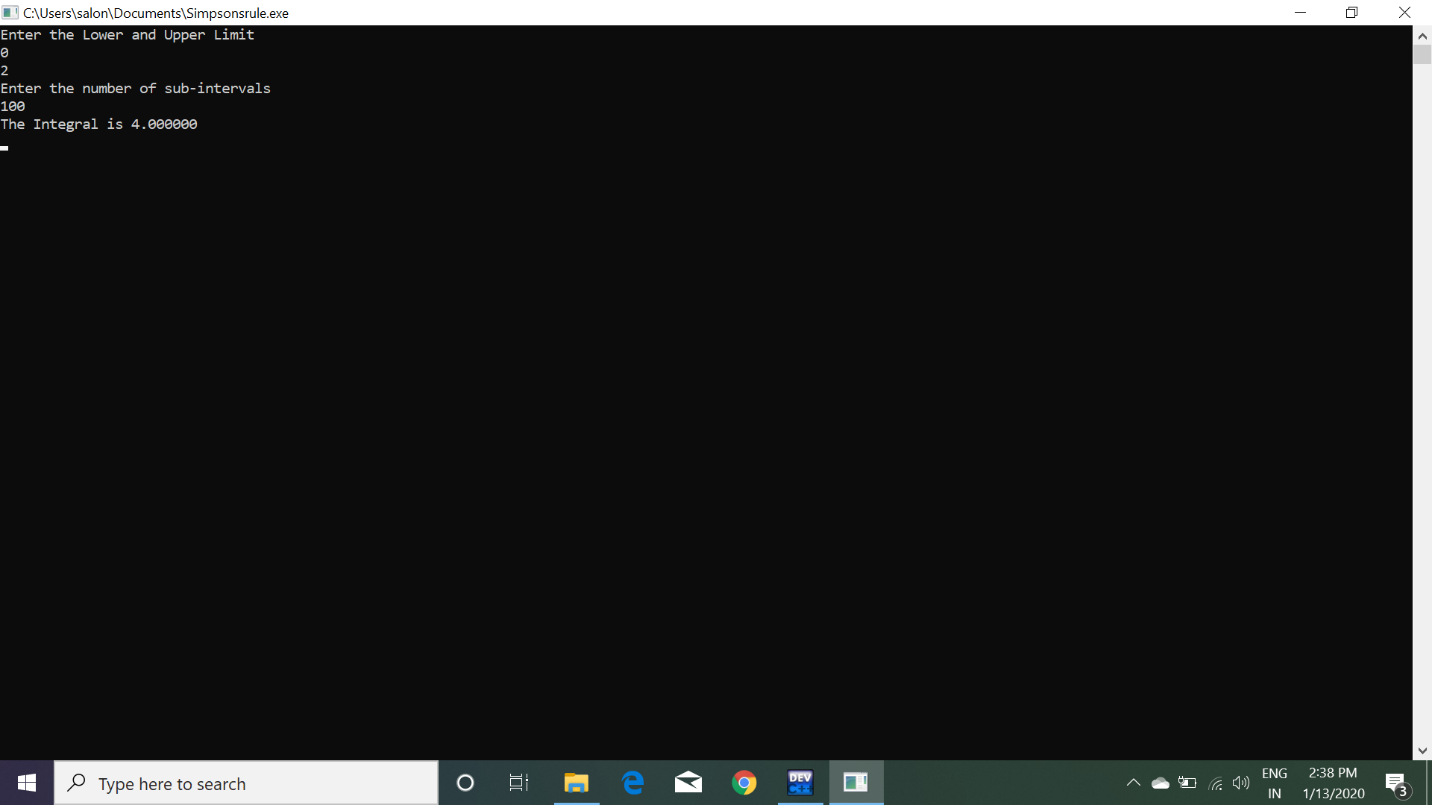 C:\Users\salon\Documents\Simpsonsrule.exe
Enter the Lower and Upper Limit
0
2
Enter the number of sub-intervals
100
The Integral is 4.000000
Type here to search
DEV
C++
ENG
IN
2:38 PM
1/13/2020
3